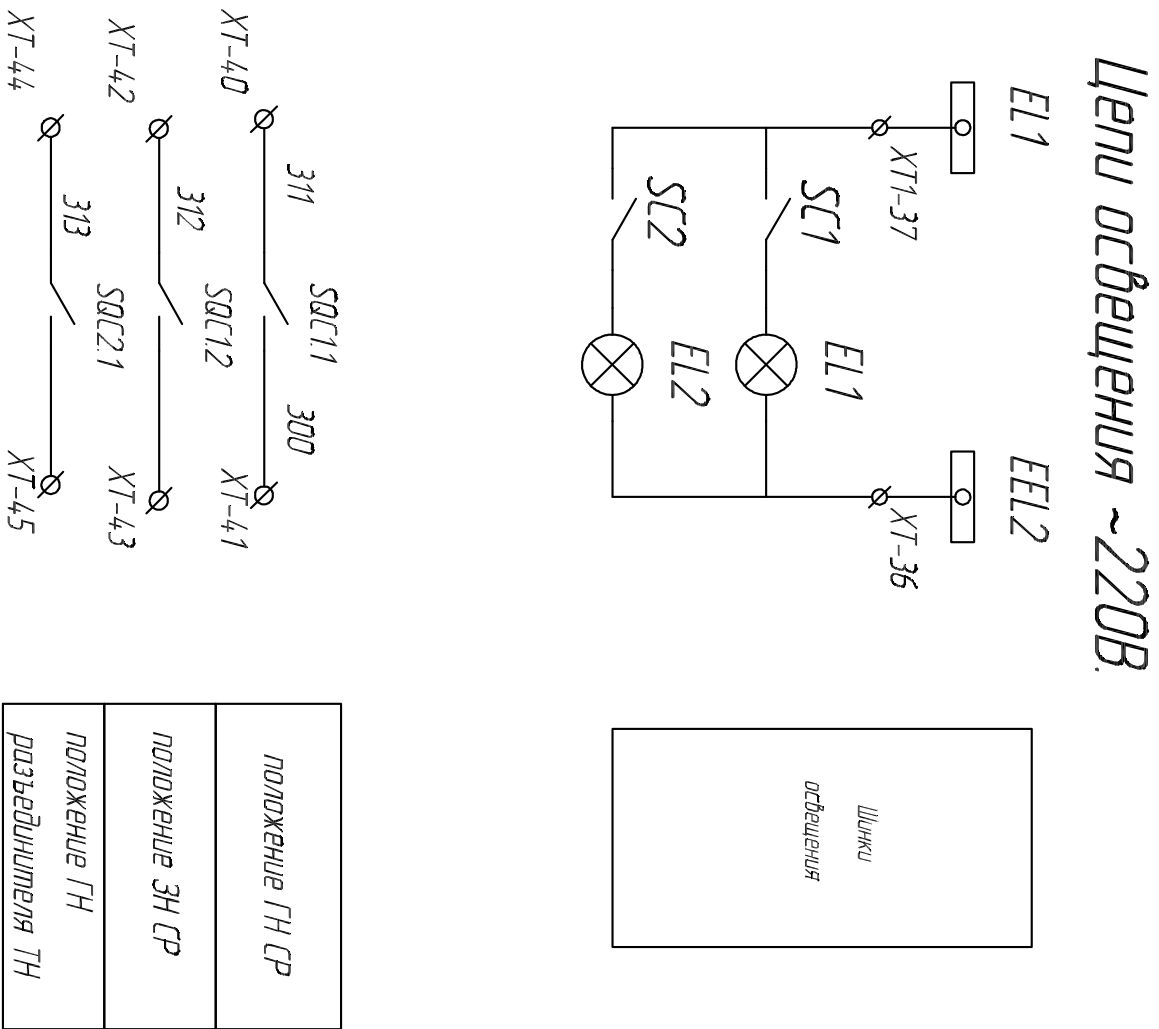 Цепи освещения ~220В.
EL1
EEL2
XT1-37
XT-36
SC1
EL1
SC2
EL2
Шинки
освещения
SQC1.1
311
300
XT-40
XT-41
положение ГН СР
SQC1.2
312
XT-42
XT-43
положение ЗН СР
SQC2.1
313
XT-44
XT-45
положение ГН
разъединителя ТН